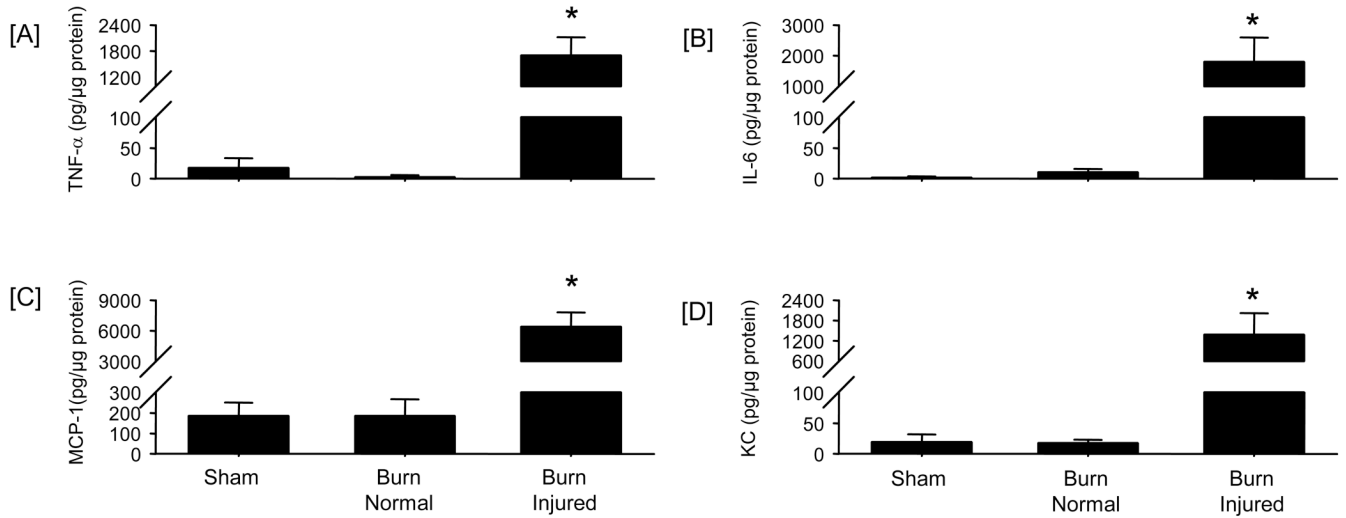 [A]
TNF-α (pg/µg protein)
2400
1800
1200
100
50
0
*
[B]
IL-6 (pg/µg protein)
3000
2000
1000
100
50
0
*
[C]
MCP-1(pg/µg protein)
9000
6000
3000
300
200
100
0
*
Sham
Burn
Normal
Burn
Injured
[D]
KC (pg/µg protein)
2400
1800
1200
600
100
50
0
*
Sham
Burn
Normal
Burn
Injured